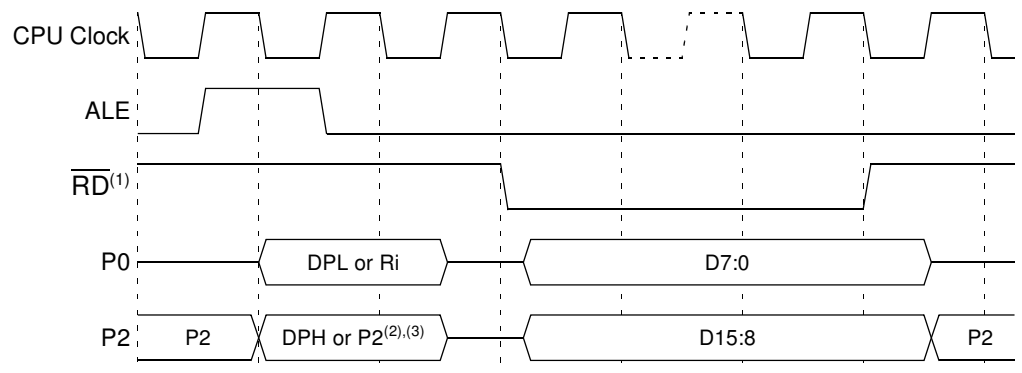 CPU Clock
ALE
RD(1)
P0 DPL or Ri D7:0
P2 P2 DPH or P2(2),(3) D15:8 P2